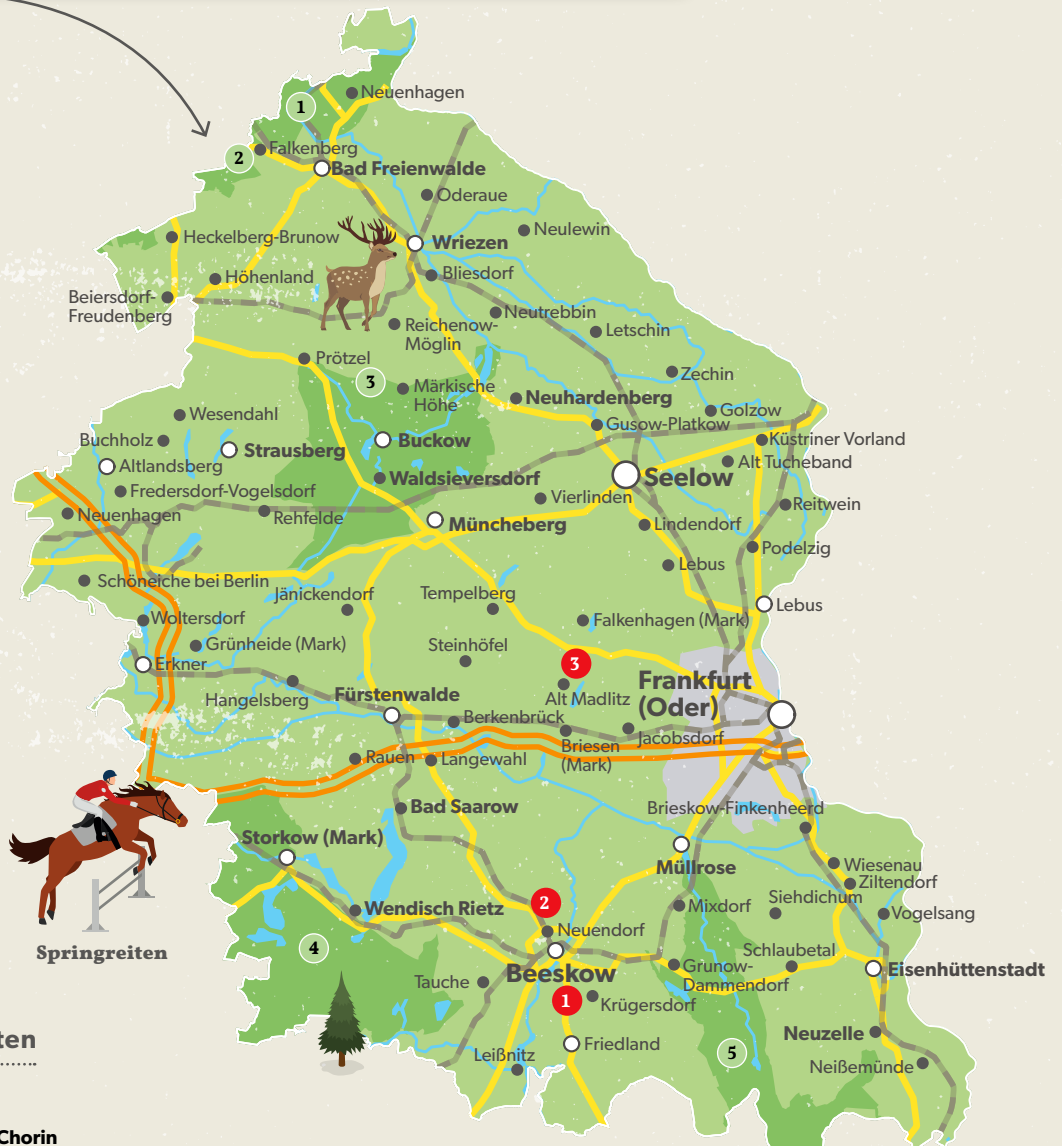 Neuenhagen
1
Falkenberg
2
Bad Freienwalde
Oderaue
Neulewin
Heckelberg-Brunow
Wriezen
Höhenland
Bliesdorf
Beiersdorf-
Freudenberg
Neutrebbin
Reichenow-
Möglin
Letschin
Prötzel
Zechin
3
Märkische
Höhe
Neuhardenberg
Wesendahl
Golzow
Gusow-Platkow
Buchholz
Strausberg
Buckow
Küstriner Vorland
Altlandsberg
Alt Tucheband
Waldsieversdorf
Seelow
Fredersdorf-Vogelsdorf
Vierlinden
Reitwein
Neuenhagen
Rehfelde
Müncheberg
Lindendorf
Podelzig
Lebus
Schöneiche bei Berlin
Jänickendorf
Tempelberg
Lebus
Woltersdorf
Falkenhagen (Mark)
Grünheide (Mark)
Steinhöfel
Erkner
3
Frankfurt
(Oder)
Hangelsberg
Fürstenwalde
Alt Madlitz
Berkenbrück
Jacobsdorf
Briesen
(Mark)
Rauen
Langewahl
Bad Saarow
Brieskow-Finkenheerd
Storkow (Mark)
Müllrose
Wiesenau
Ziltendorf
Siehdichum
Wendisch Rietz
2
Mixdorf
Vogelsang
Springreiten
4
Neuendorf
Schlaubetal
Beeskow
Grunow-
Dammendorf
Eisenhüttenstadt
Tauche
1
Krügersdorf
ten
Friedland
Neuzelle
Leißnitz
5
Neißemünde
Chorin